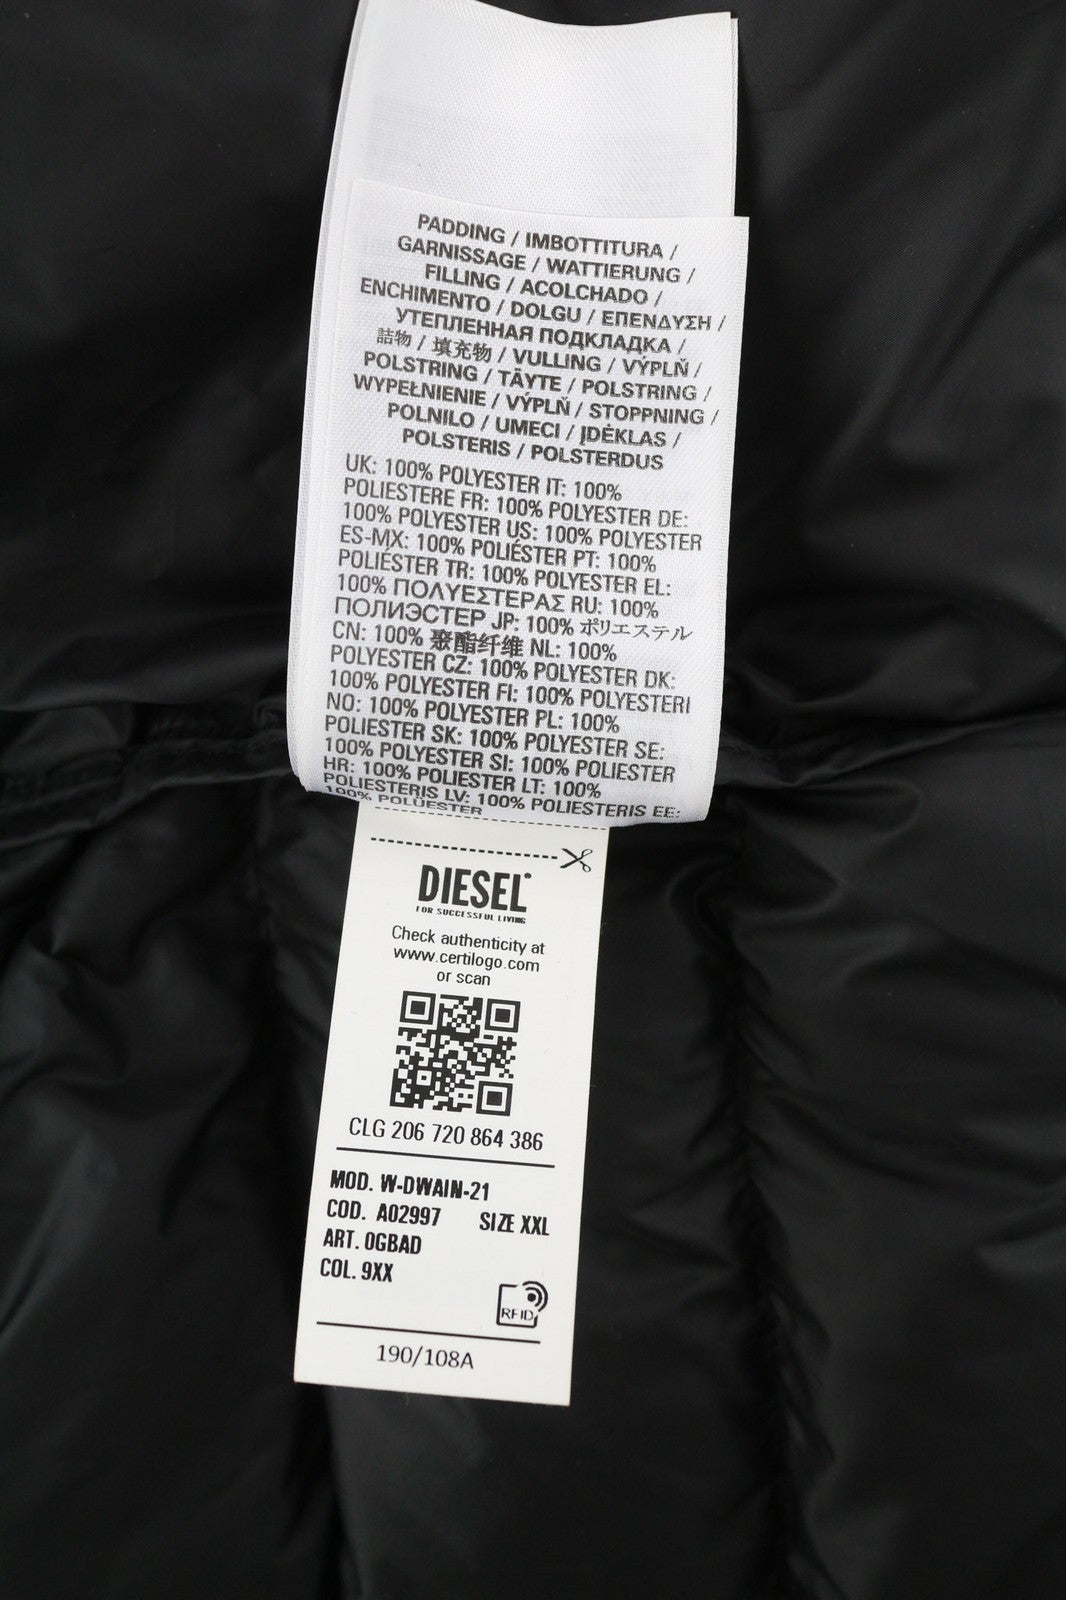 PADDING / IMBOTTITURA /
GARNISSAGE / WATTIERUNG /
FILLING / ACOLCHADO /
ENCHIMENTO / DOLGU / ΕΠΕΝΔΥΣΗ /
УТЕПЛЕННАЯ ПОДКЛАДКА /
詰物 / 填充物 / VULLING / VÝPLŇ /
POLSTRING / TÄYTE / POLSTRING /
WYPEŁNIENIE / VÝPLŇ / STOPPNING /
POLNILO / UMECI / ĮDĖKLAS /
POLSTERIS / POLSTERDUS
UK: 100% POLYESTER IT: 100%
POLIESTERE FR: 100% POLYESTER DE:
100% POLYESTER US: 100% POLYESTER
ES-MX: 100% POLIÉSTER PT: 100%
POLIÉSTER TR: 100% POLYESTER EL:
100% ΠΟΛΥΕΣΤΕΡΑΣ RU: 100%
ПОЛИЭСТЕР JP: 100% ポリエステル
CN: 100% 聚酯纤维 NL: 100%
POLYESTER CZ: 100% POLYESTER DK:
100% POLYESTER FI: 100% POLYESTERI
NO: 100% POLYESTER PL: 100%
POLIESTER SK: 100% POLYESTER SE:
100% POLYESTER SI: 100% POLIESTER
HR: 100% POLIESTER LT: 100%
POLIESTERIS LV: 100% POLIESTERIS EE:
100% POLÜESTER
DIESEL
FOR SUCCESSFUL LIVING
Check authenticity at
www.certilogo.com
or scan
CLG 206 720 864 386
MOD. W-DWAIN-21
COD. A02997 SIZE XXL
ART. 0GBAD
COL. 9XX
RFID
190/108A